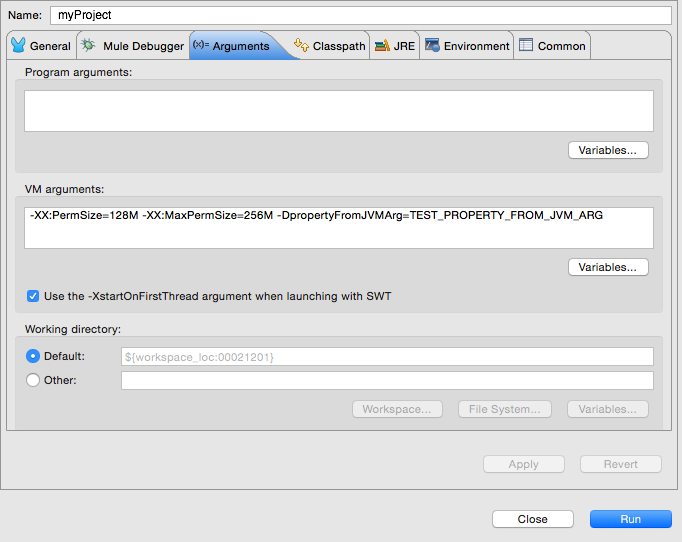 Name: myProject
General Mule Debugger (x)= Arguments Classpath JRE Environment Common
Program arguments:
Variables...
VM arguments:
-XX:PermSize=128M -XX:MaxPermSize=256M -DpropertyFromJVMArg=TEST_PROPERTY_FROM_JVM_ARG
Variables...
Use the -XstartOnFirstThread argument when launching with SWT
Working directory:
Default: ${workspace_loc:00021201}
Other:
Workspace... File System... Variables...
Apply Revert
Close Run